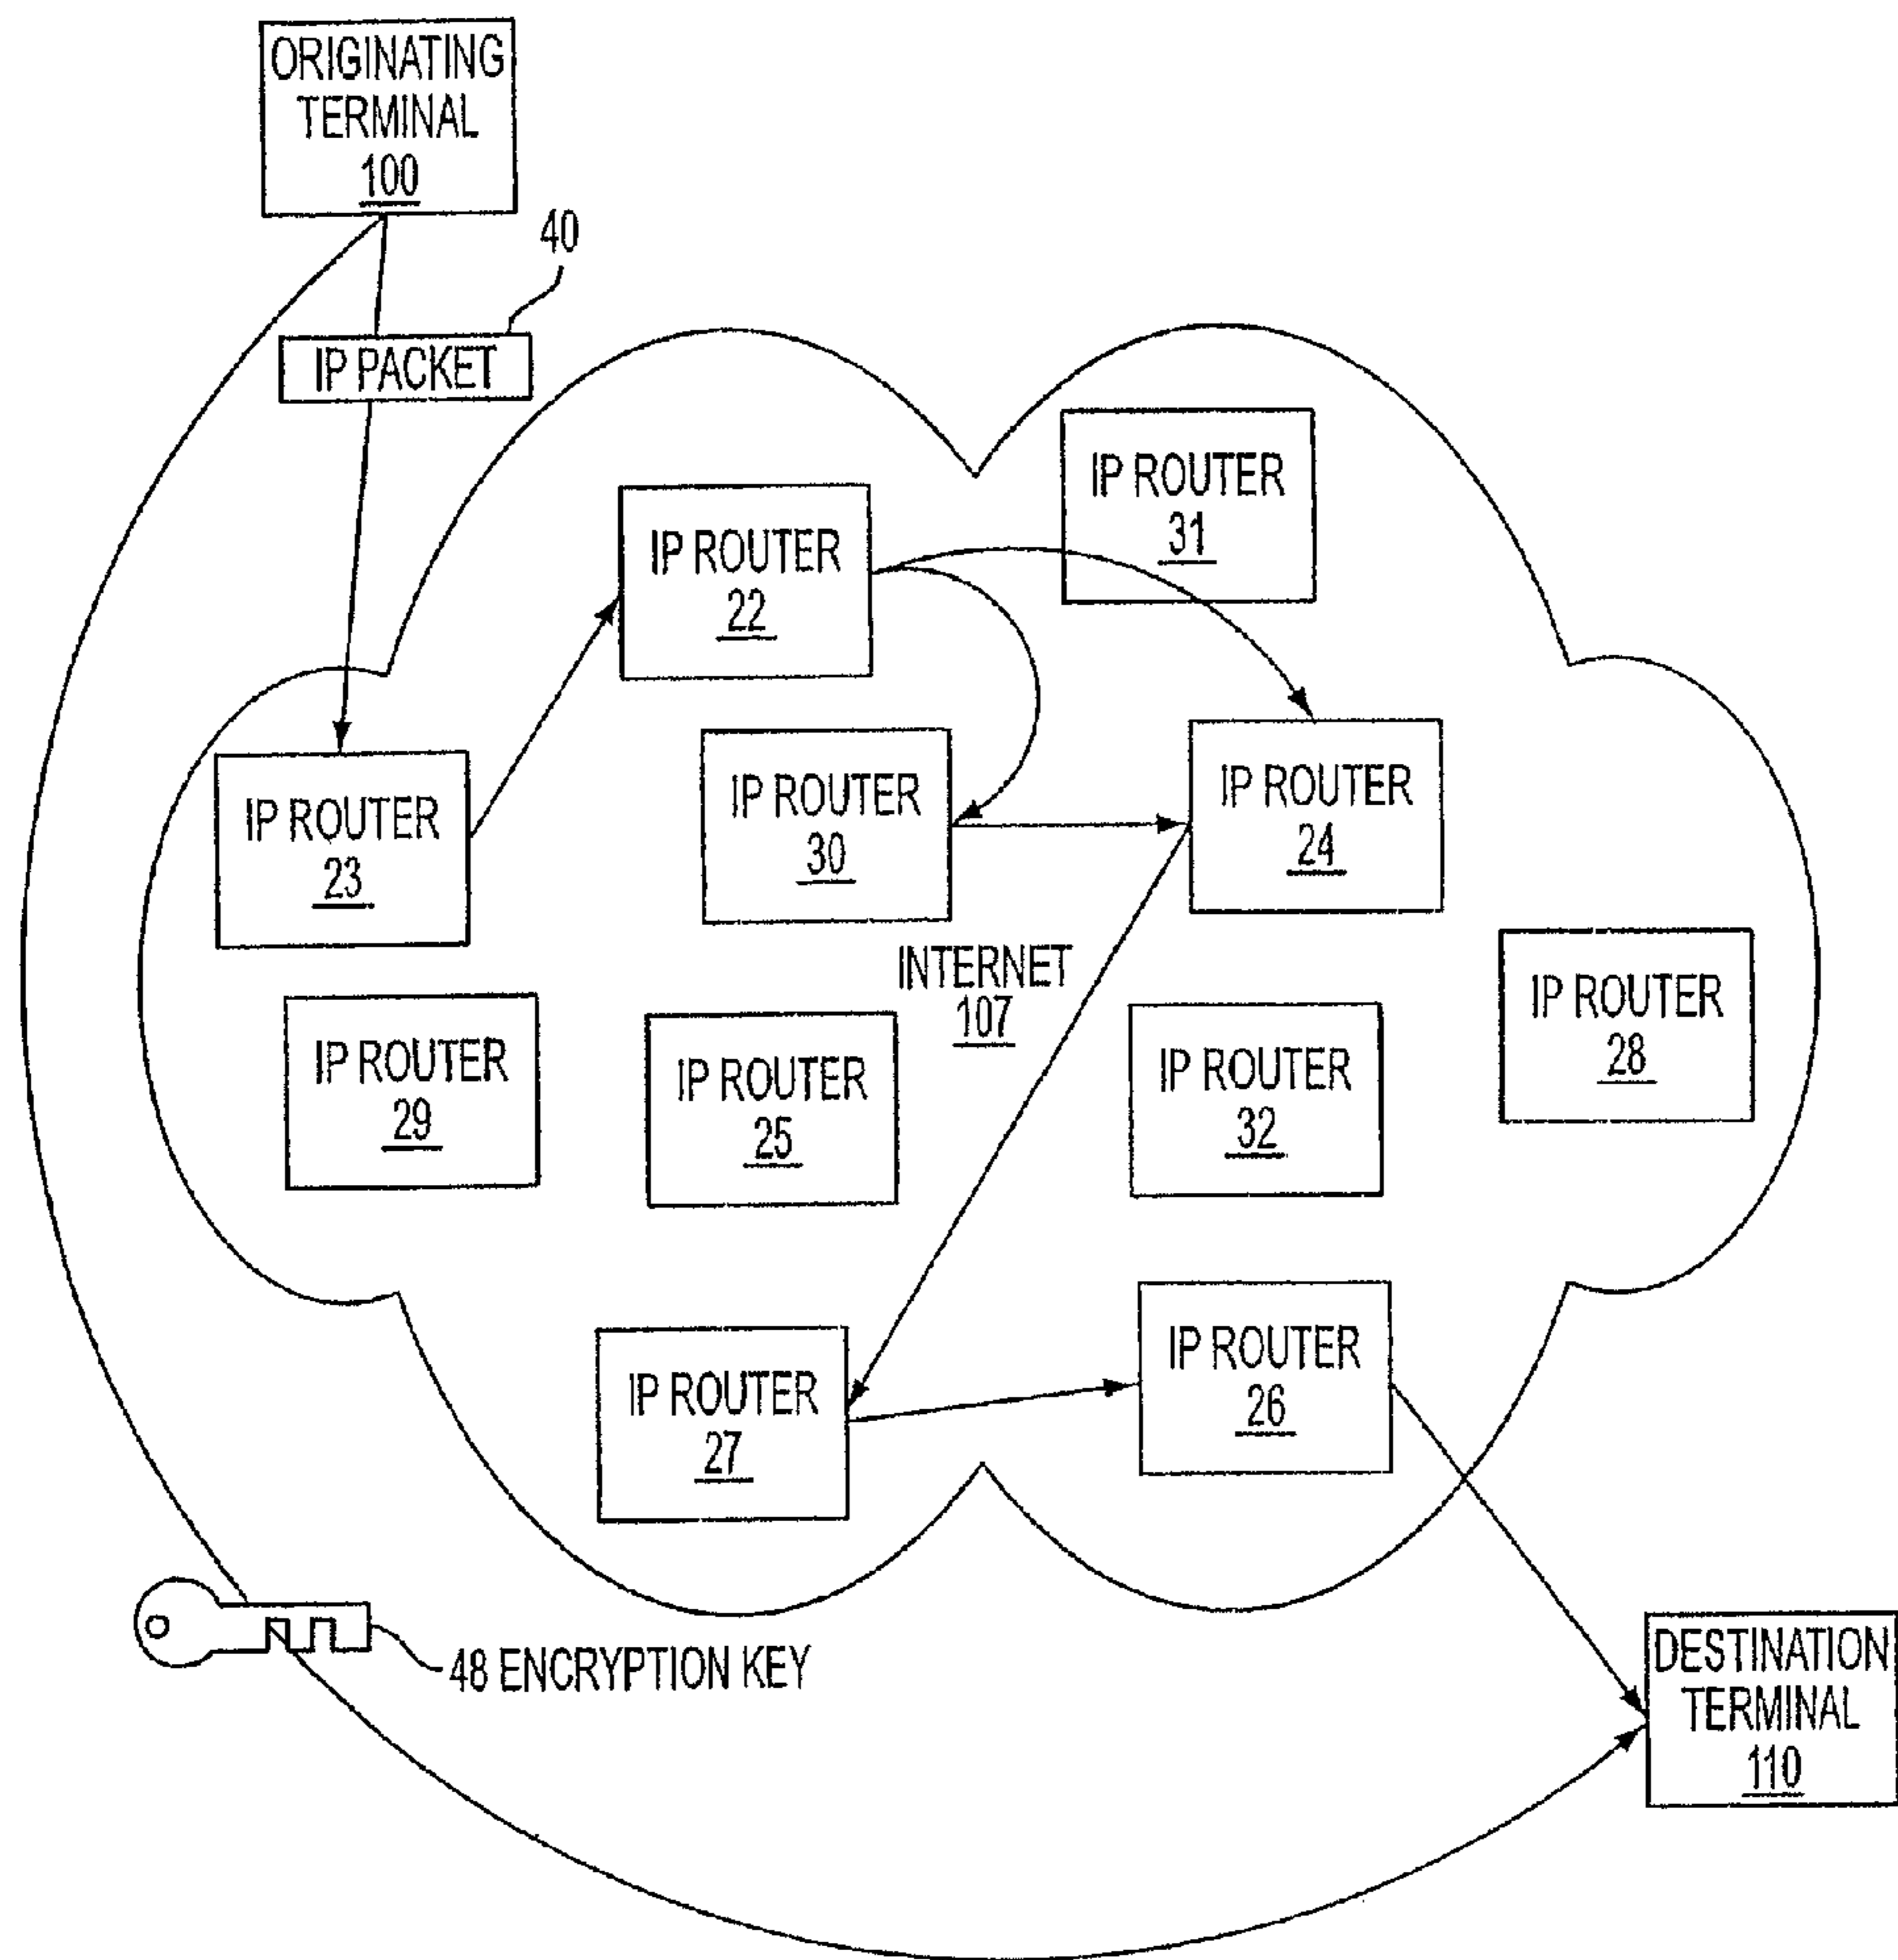 ORIGINATING
TERMINAL
100
40
IP PACKET
IP ROUTER
31
IP ROUTER
22
IP ROUTER
30
IP ROUTER
24
IP ROUTER
23
INTERNET
107
IP ROUTER
28
IP ROUTER
29
IP ROUTER
25
IP ROUTER
32
IP ROUTER
27
IP ROUTER
26
48 ENCRYPTION KEY
DESTINATION
TERMINAL
110